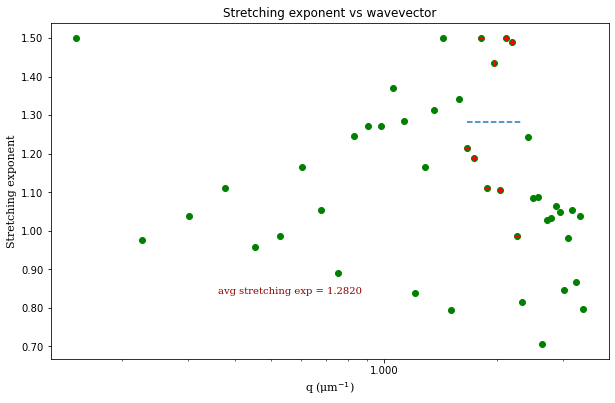 Stretching exponent vs wavevector
1.50
1.40
1.30
1.20
1.10
1.00
0.90
0.80
0.70
Stretching exponent
avg stretching exp = 1.2820
1.000
q (μm⁻¹)